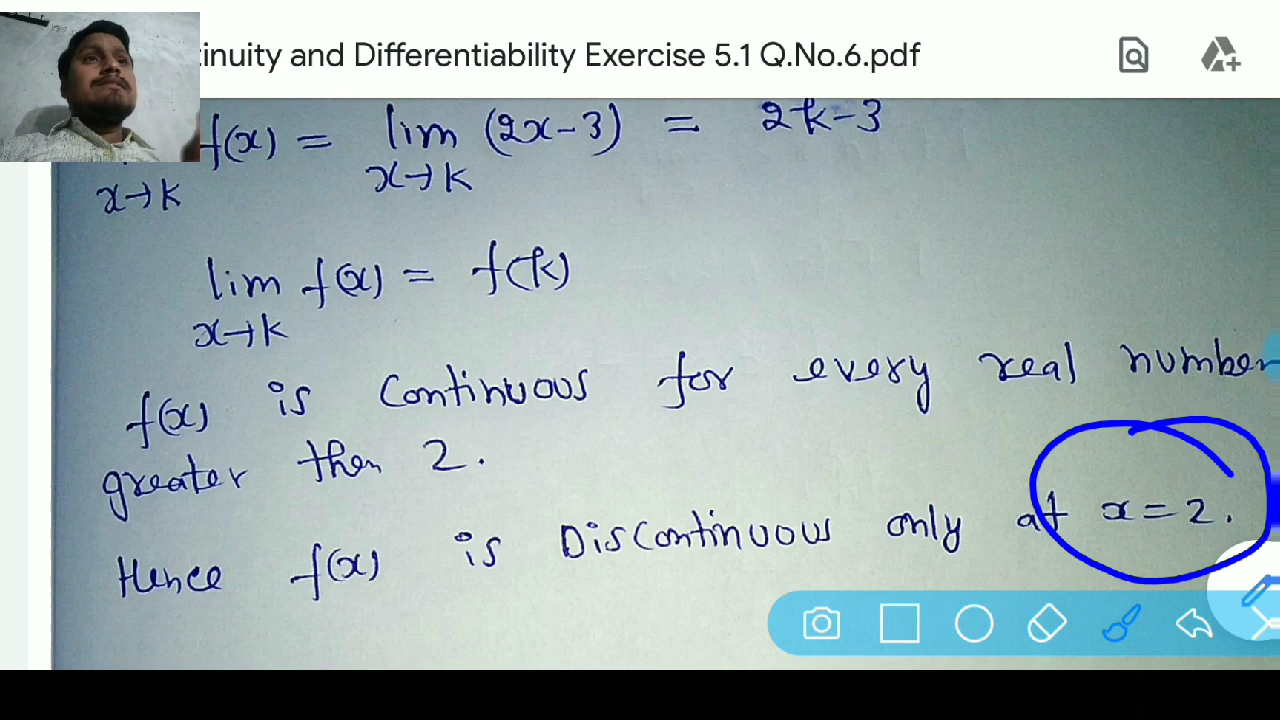 tinuity and Differentiability Exercise 5.1 Q.No.6.pdf
f(x) = lim (2x-3) = 2k-3
x→k x→k
lim f(x) = f(k)
x→k
f(x) is continuous for every real number
greater then 2.
Hence f(x) is Discontinuous only at x=2.